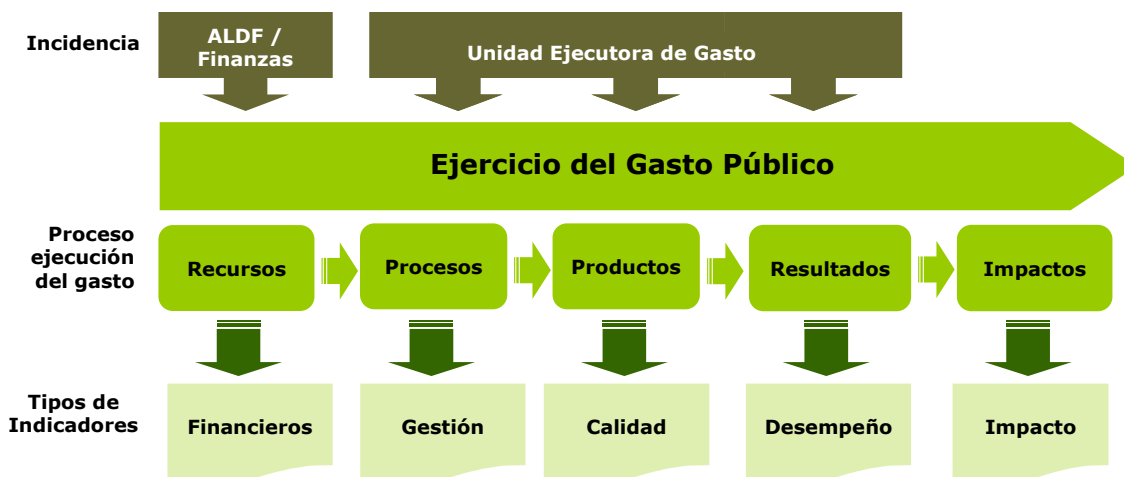 Incidencia
ALDF /
Finanzas
Unidad Ejecutora de Gasto
Ejercicio del Gasto Público
Proceso
ejecución
del gasto
Recursos
Procesos
Productos
Resultados
Impactos
Tipos de
Indicadores
Financieros
Gestión
Calidad
Desempeño
Impacto